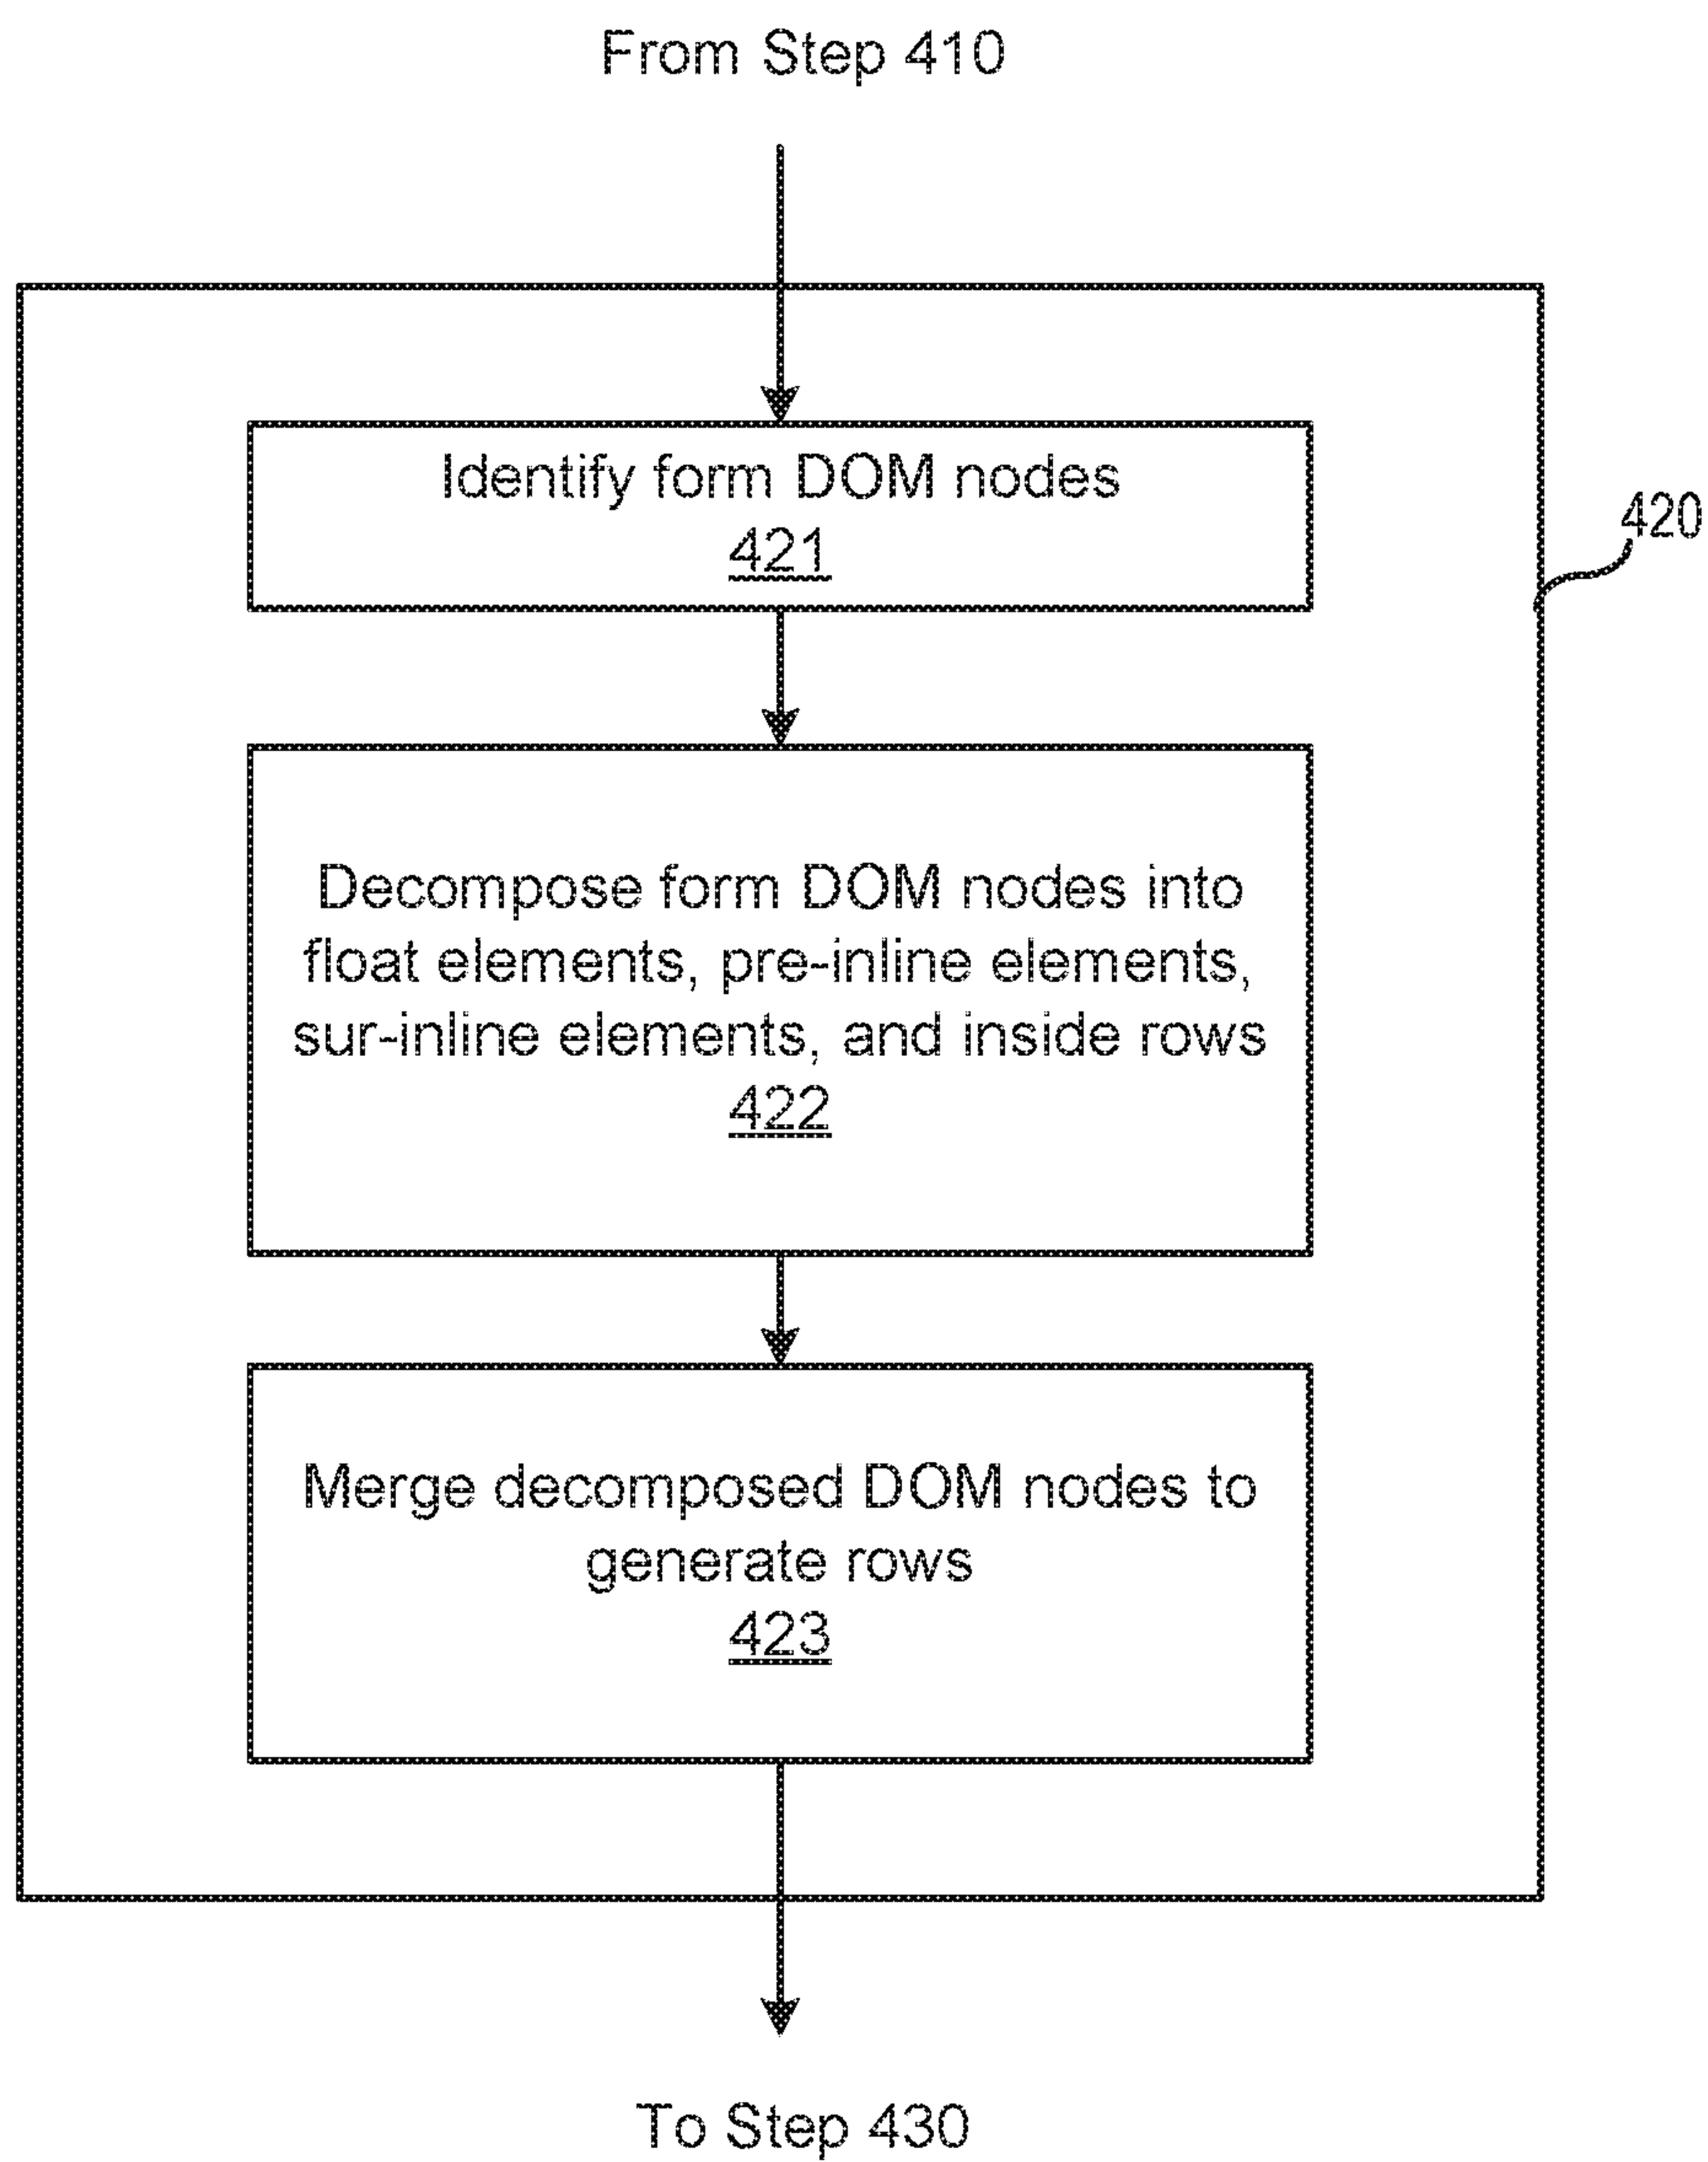 From Step 410
Identify form DOM nodes
421
420
Decompose form DOM nodes into
float elements, pre-inline elements,
sur-inline elements, and inside rows
422
Merge decomposed DOM nodes to
generate rows
423
To Step 430